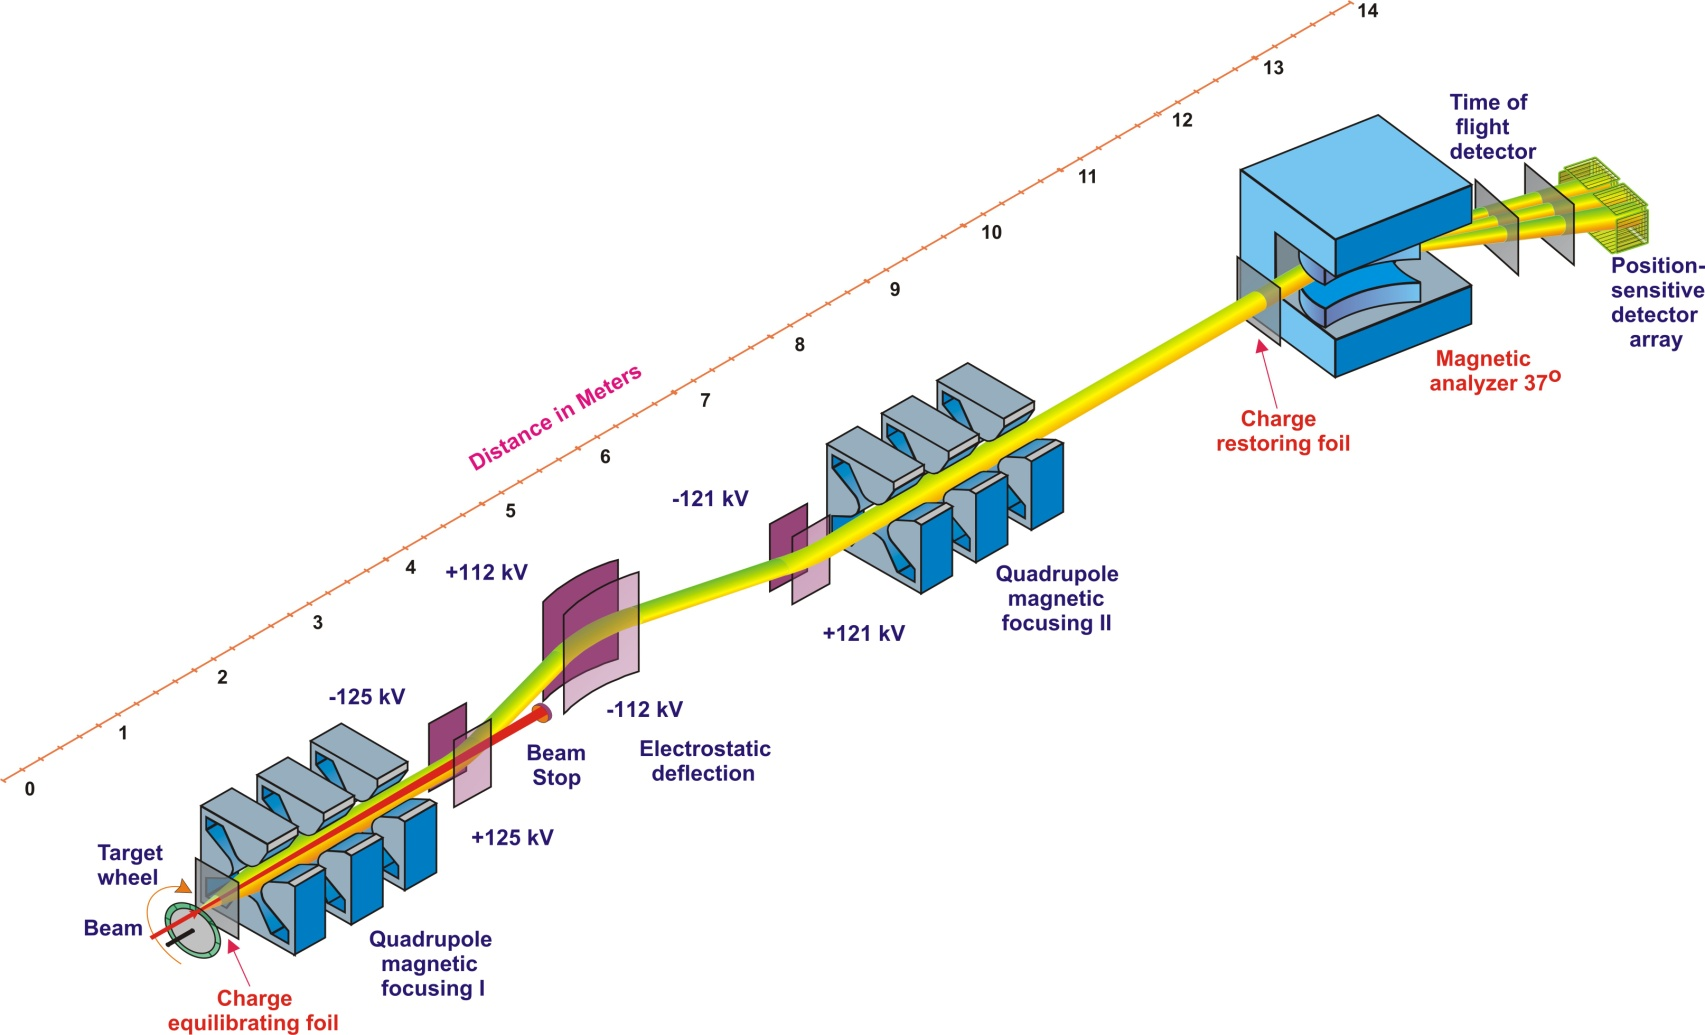 14
13
12
11
10
9
8
7
6
5
4
3
2
1
0
Distance in Meters
Time of
flight
detector
Position-
sensitive
detector
array
Magnetic
analyzer 37º
Charge
restoring foil
-121 kV
+121 kV
Quadrupole
magnetic
focusing II
+112 kV
-112 kV
Electrostatic
deflection
Beam
Stop
-125 kV
+125 kV
Target
wheel
Beam
Quadrupole
magnetic
focusing I
Charge
equilibrating foil